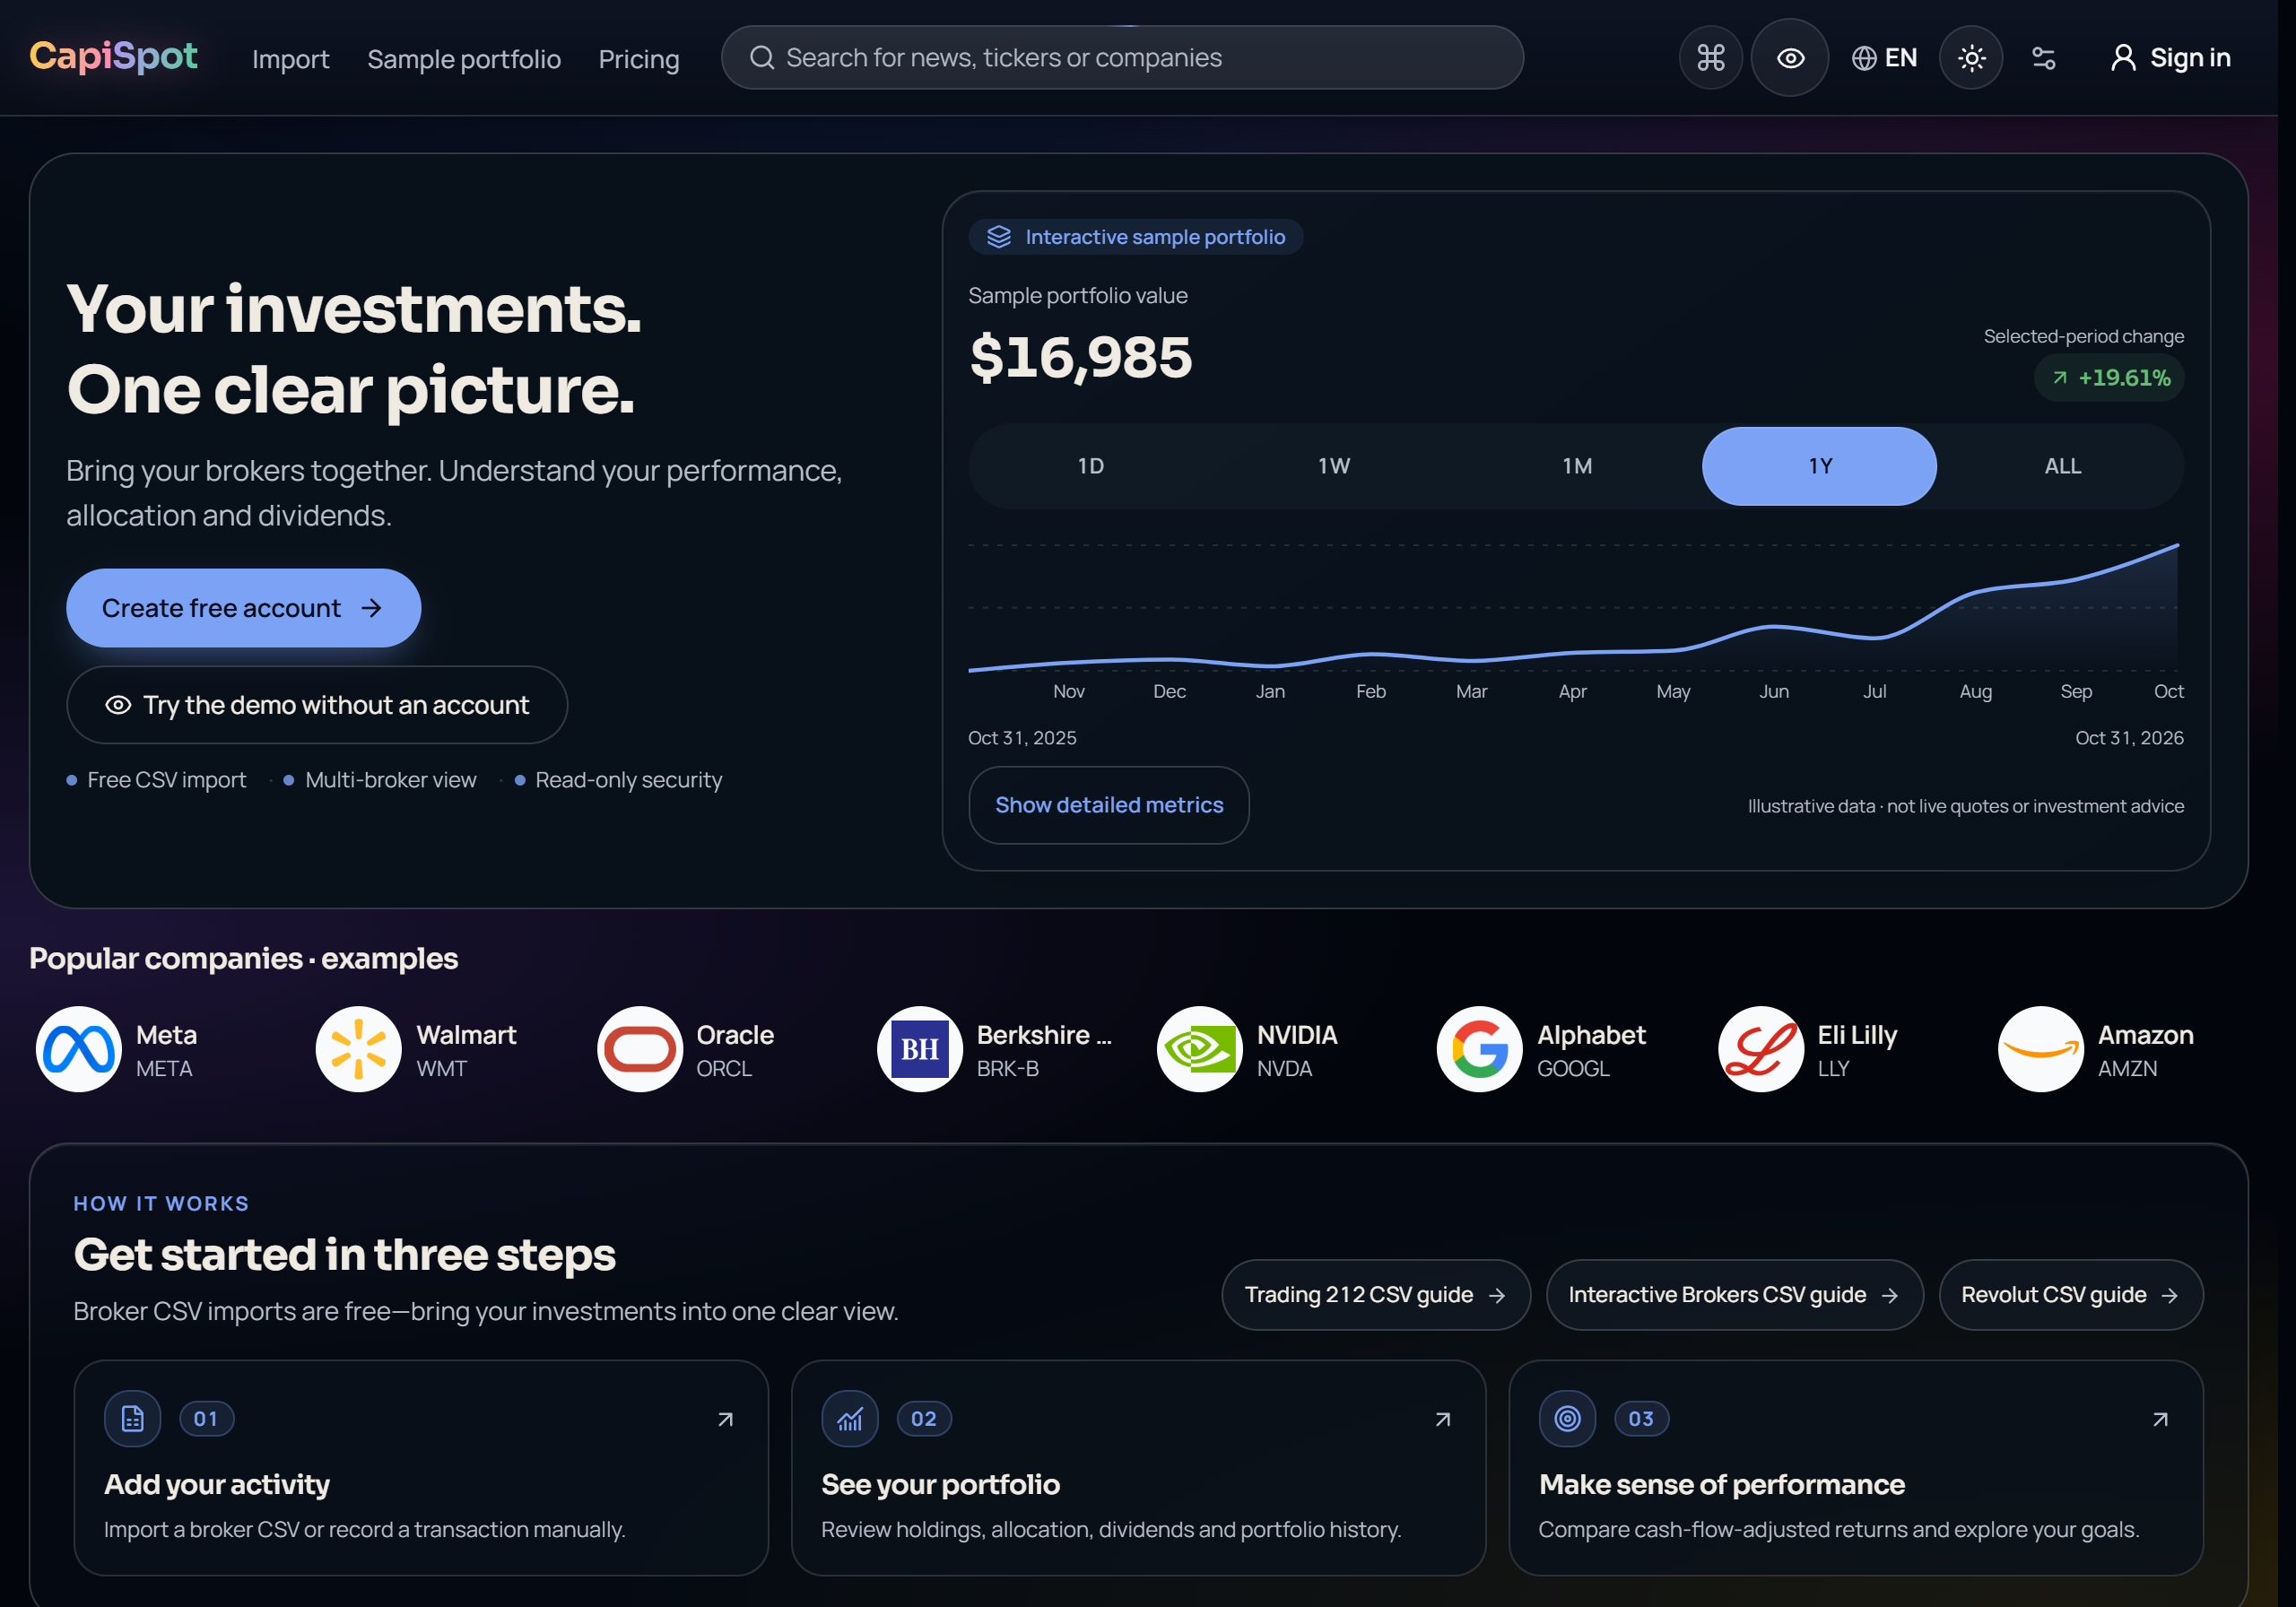 CapiSpot
Import
Sample portfolio
Pricing
Search for news, tickers or companies
EN
Sign in
Your investments.
One clear picture.
Bring your brokers together. Understand your performance,
allocation and dividends.
Create free account
Try the demo without an account
Free CSV import · Multi-broker view · Read-only security
Interactive sample portfolio
Sample portfolio value
$16,985
Selected-period change
+19.61%
1D 1W 1M 1Y ALL
Nov Dec Jan Feb Mar Apr May Jun Jul Aug Sep Oct
Oct 31, 2025
Oct 31, 2026
Show detailed metrics
Illustrative data · not live quotes or investment advice
Popular companies · examples
Meta
META
Walmart
WMT
Oracle
ORCL
BH
Berkshire ...
BRK-B
NVIDIA
NVDA
Alphabet
GOOGL
Eli Lilly
LLY
Amazon
AMZN
HOW IT WORKS
Get started in three steps
Broker CSV imports are free—bring your investments into one clear view.
Trading 212 CSV guide
Interactive Brokers CSV guide
Revolut CSV guide
01
Add your activity
Import a broker CSV or record a transaction manually.
02
See your portfolio
Review holdings, allocation, dividends and portfolio history.
03
Make sense of performance
Compare cash-flow-adjusted returns and explore your goals.